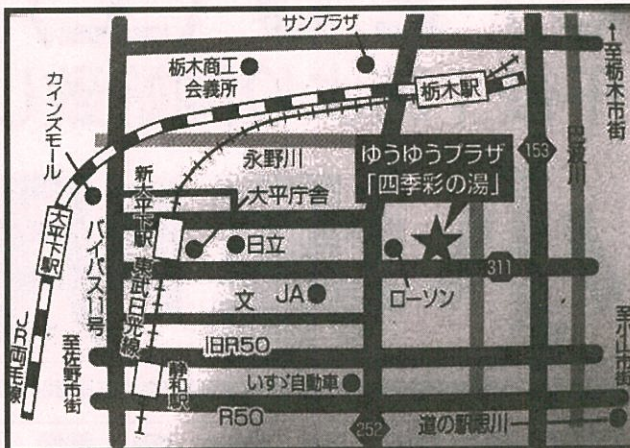 サンプラザ
栃木商工
会議所
カインズモール
栃木駅
至栃木市街
永野川
ゆうゆうプラザ
「四季彩の湯」
153
巴波川
新大平下駅
大平庁舎
大平下駅
バイパス11号
東武日光線
日立
311
文
JA
ローソン
JR両毛線
至佐野市街
旧R50
静和駅
いすゞ自動車
R50
252
至小山市街
道の駅思川